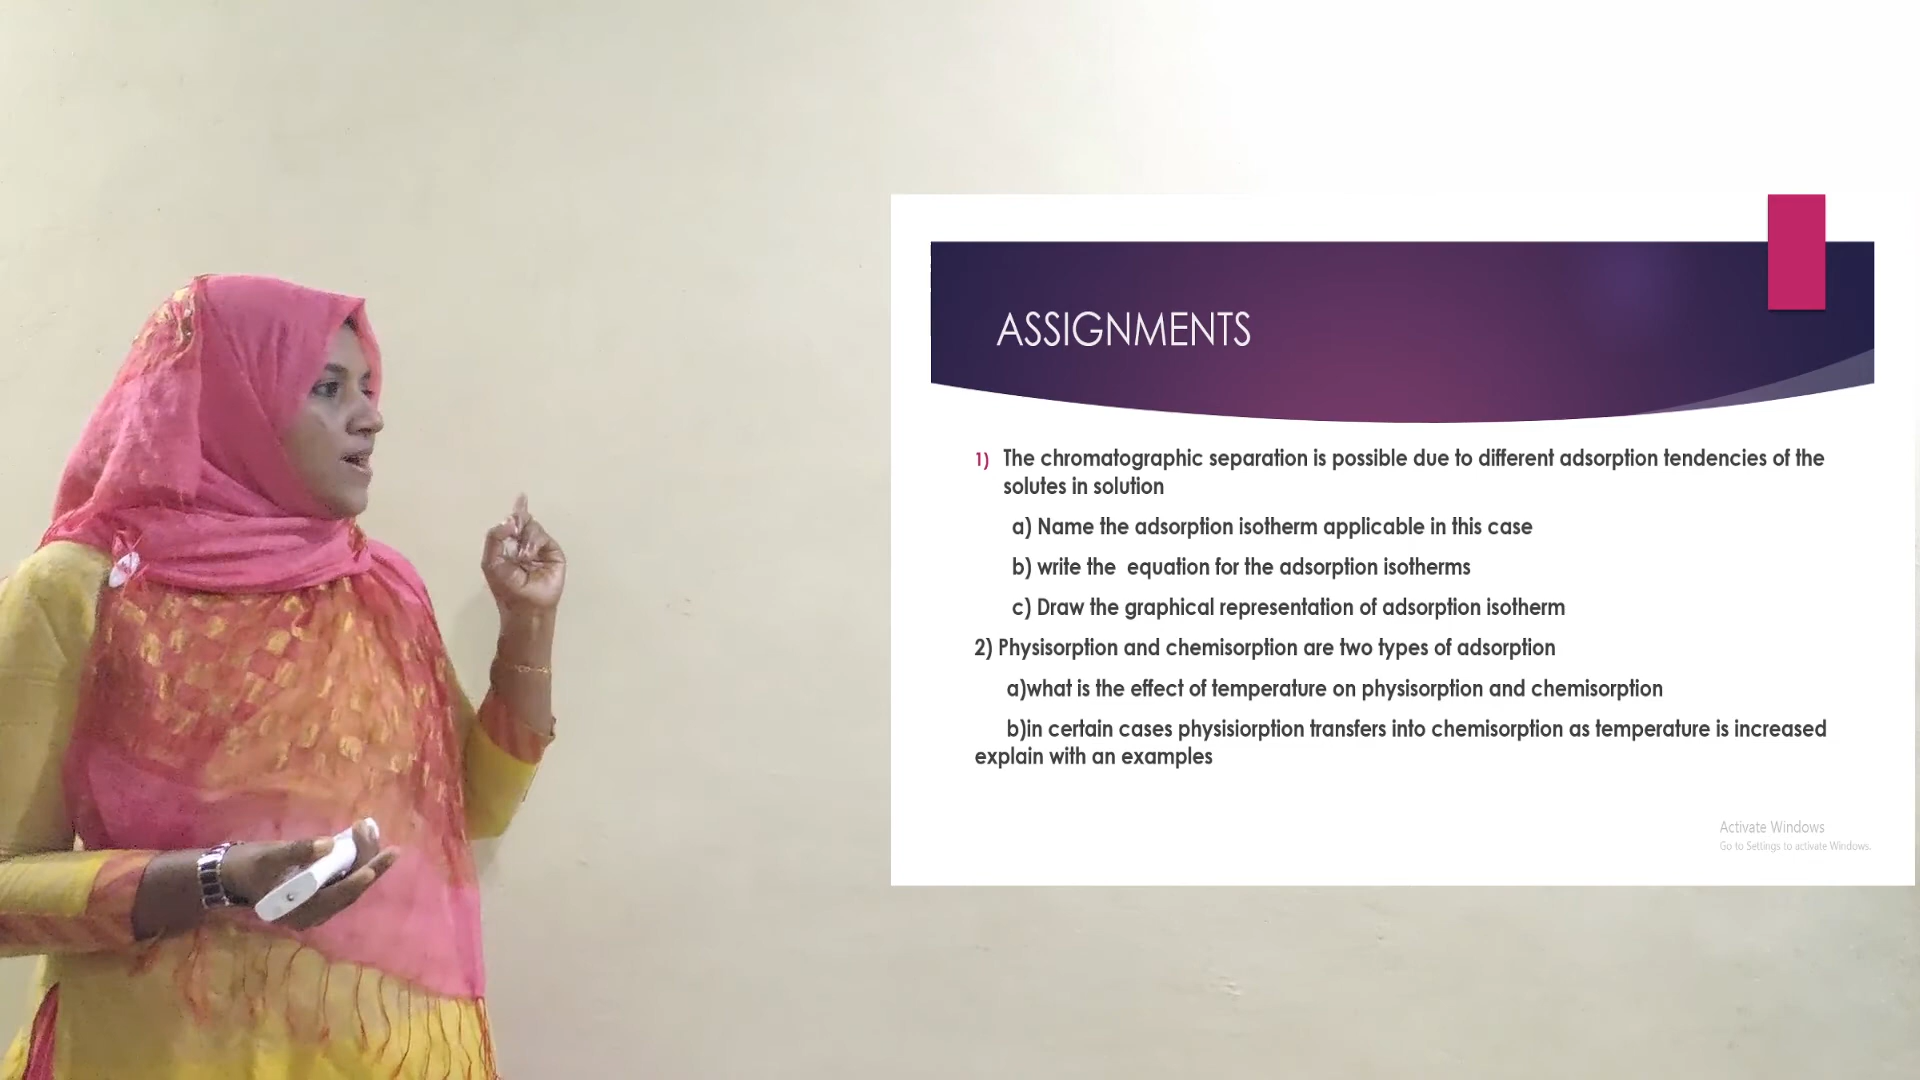 ASSIGNMENTS
1) The chromatographic separation is possible due to different adsorption tendencies of the
solutes in solution
a) Name the adsorption isotherm applicable in this case
b) write the equation for the adsorption isotherms
c) Draw the graphical representation of adsorption isotherm
2) Physisorption and chemisorption are two types of adsorption
a)what is the effect of temperature on physisorption and chemisorption
b)in certain cases physisiorption transfers into chemisorption as temperature is increased
explain with an examples
Activate Windows
Go to Settings to activate Windows.